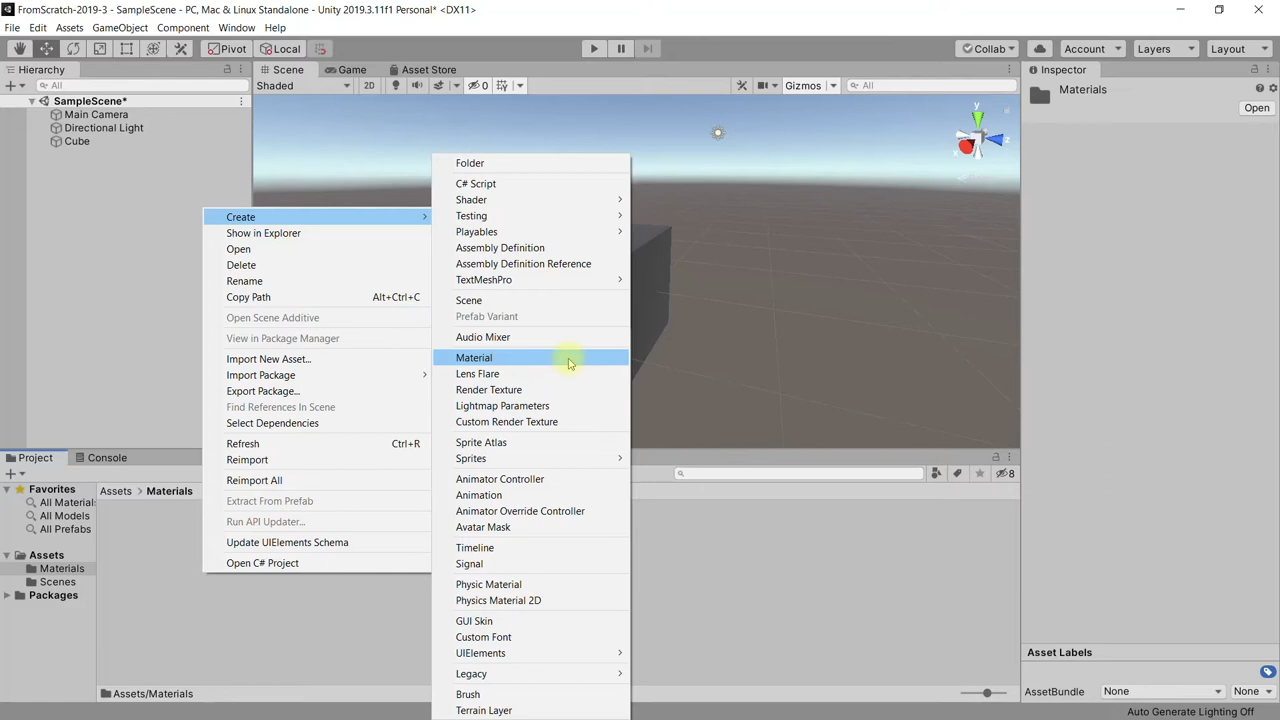 FromScratch-2019-3 - SampleScene - PC, Mac & Linux Standalone - Unity 2019.3.11f1 Personal* <DX11>
File Edit Assets GameObject Component Window Help
Pivot Local Collab Account Layers Layout
Hierarchy
All
SampleScene*
Main Camera
Directional Light
Cube
Scene Game Asset Store
Shaded 2D 0 Gizmos All
y
z
x
Inspector
Materials
Open
Create
Show in Explorer
Open
Delete
Rename
Copy Path Alt+Ctrl+C
Open Scene Additive
View in Package Manager
Import New Asset...
Import Package
Export Package...
Find References In Scene
Select Dependencies
Refresh Ctrl+R
Reimport
Reimport All
Extract From Prefab
Run API Updater...
Update UIElements Schema
Open C# Project
Folder
C# Script
Shader
Testing
Playables
Assembly Definition
Assembly Definition Reference
TextMeshPro
Scene
Prefab Variant
Audio Mixer
Material
Lens Flare
Render Texture
Lightmap Parameters
Custom Render Texture
Sprite Atlas
Sprites
Animator Controller
Animation
Animator Override Controller
Avatar Mask
Timeline
Signal
Physic Material
Physics Material 2D
GUI Skin
Custom Font
UIElements
Legacy
Brush
Terrain Layer
Project Console
8
Favorites
All Material
All Models
All Prefabs
Assets
Materials
Scenes
Packages
Assets > Materials
Assets/Materials
Asset Labels
AssetBundle None None
Auto Generate Lighting Off